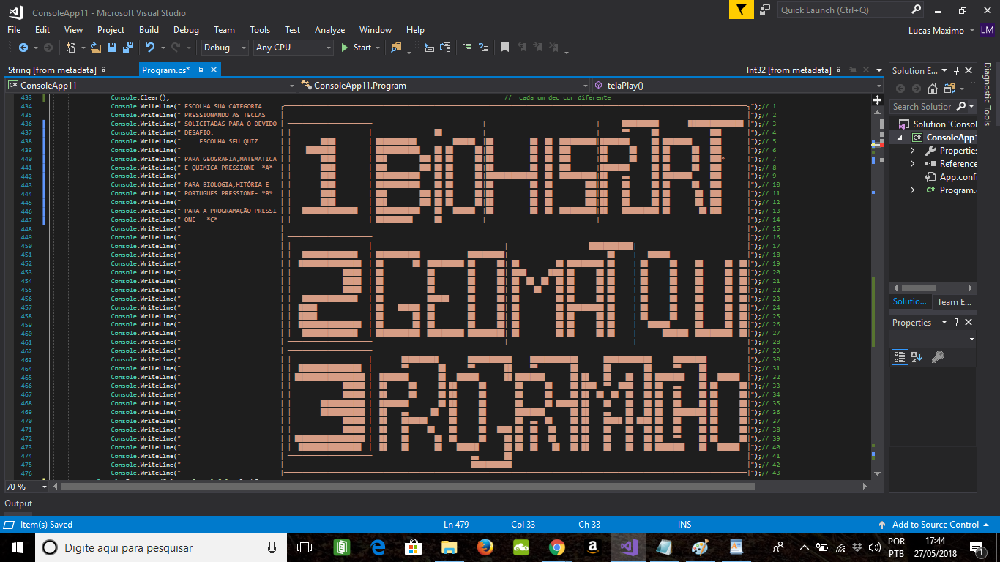 ConsoleApp11 - Microsoft Visual Studio
Quick Launch (Ctrl+Q)
File Edit View Project Build Debug Team Tools Test Analyze Window Help
Lucas Maximo LM
Debug Any CPU Start
String [from metadata] Program.cs* Int32 [from metadata]
ConsoleApp11 ConsoleApp11.Program telaPlay()
433 Console.Clear(); // cada um dec cor diferente
434 Console.WriteLine(" ESCOLHA SUA CATEGORIA ");// 1
435 Console.WriteLine(" PRESSIONANDO AS TECLAS ");// 2
436 Console.WriteLine(" SOLICITADAS PARA O DEVIDO ");// 3
437 Console.WriteLine(" DESAFIO. ");// 4
438 Console.WriteLine(" ESCOLHA SEU QUIZ ");// 5
439 Console.WriteLine(" ");// 6
440 Console.WriteLine(" PARA GEOGRAFIA,MATEMATICA ");// 7
441 Console.WriteLine(" E QUIMICA PRESSIONE- *A* ");// 8
442 Console.WriteLine(" ");// 9
443 Console.WriteLine(" PARA BIOLOGIA,HITÓRIA E ");// 10
444 Console.WriteLine(" PORTUGUES PRESSIONE- *B* ");// 11
445 Console.WriteLine(" ");// 12
446 Console.WriteLine(" PARA A PROGRAMACÃO PRESSI ");// 13
447 Console.WriteLine(" ONE - *C* ");// 14
448 Console.WriteLine(" ");// 15
449 Console.WriteLine(" ");// 16
450 Console.WriteLine(" ");// 17
451 Console.WriteLine(" ");// 18
452 Console.WriteLine(" ");// 19
453 Console.WriteLine(" ");// 20
454 Console.WriteLine(" ");// 21
455 Console.WriteLine(" ");// 22
456 Console.WriteLine(" ");// 23
457 Console.WriteLine(" ");// 24
458 Console.WriteLine(" ");// 25
459 Console.WriteLine(" ");// 26
460 Console.WriteLine(" ");// 27
461 Console.WriteLine(" ");// 28
462 Console.WriteLine(" ");// 29
463 Console.WriteLine(" ");// 30
464 Console.WriteLine(" ");// 31
465 Console.WriteLine(" ");// 32
466 Console.WriteLine(" ");// 33
467 Console.WriteLine(" ");// 34
468 Console.WriteLine(" ");// 35
469 Console.WriteLine(" ");// 36
470 Console.WriteLine(" ");// 37
471 Console.WriteLine(" ");// 38
472 Console.WriteLine(" ");// 39
473 Console.WriteLine(" ");// 40
474 Console.WriteLine(" ");// 41
475 Console.WriteLine(" ");// 42
476 Console.WriteLine(" ");// 43
1
2
3
70 %
Solution E...
Search Solution
Solution 'Conso
ConsoleApp1
Properties
Reference
App.conf
Program.
Solutio... Team E...
Properties
Diagnostic Tools
Output
Item(s) Saved Ln 479 Col 33 Ch 33 INS Add to Source Control
Digite aqui para pesquisar
POR
PTB
17:44
27/05/2018
1